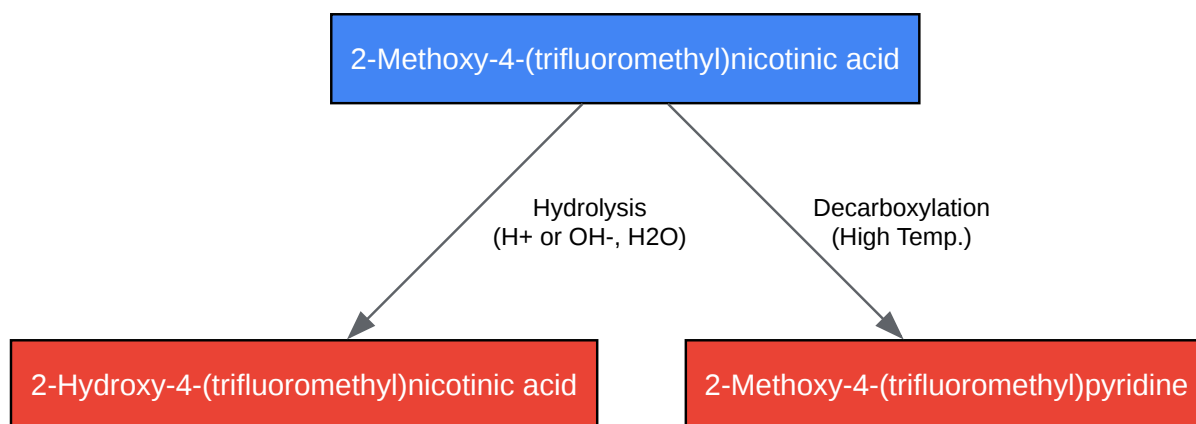 2-Methoxy-4-(trifluoromethyl)nicotinic acid
Hydrolysis
(H+ or OH-, H2O)
Decarboxylation
(High Temp.)
2-Hydroxy-4-(trifluoromethyl)nicotinic acid
2-Methoxy-4-(trifluoromethyl)pyridine